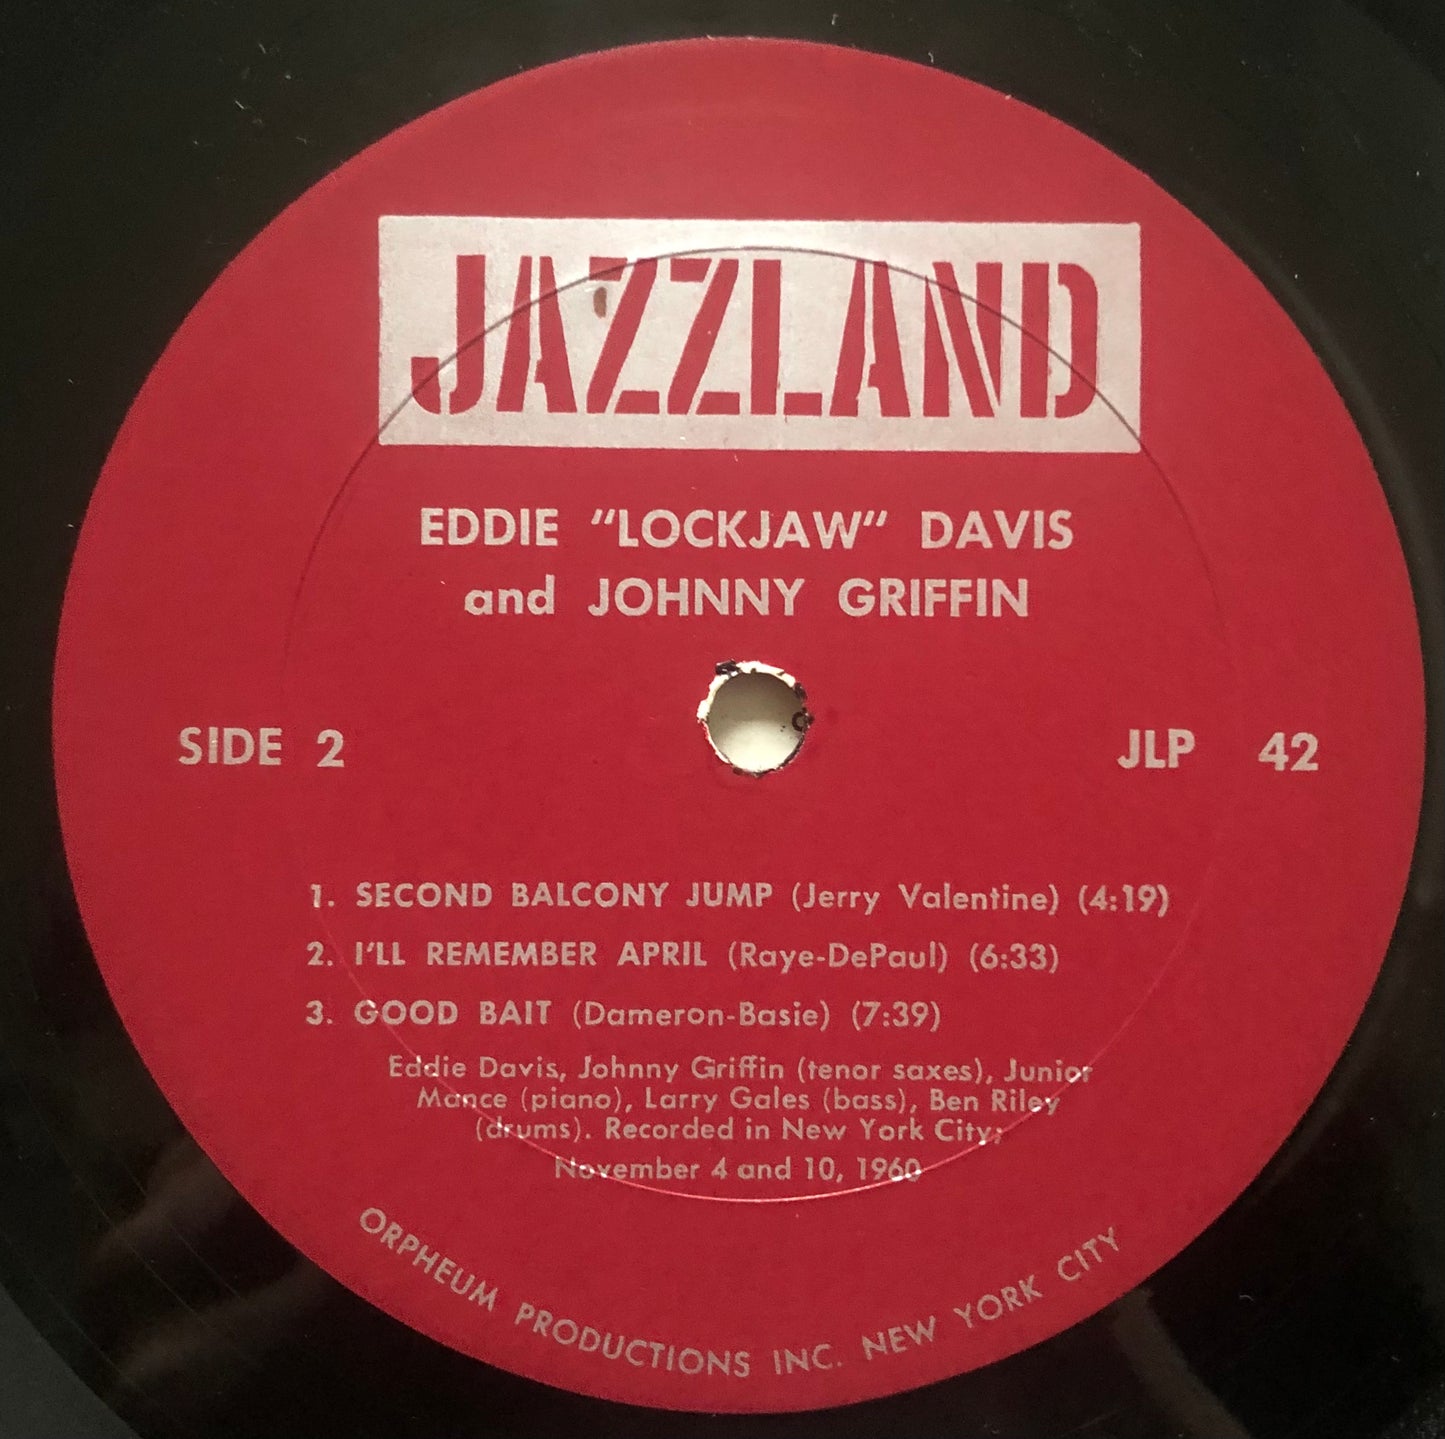 JAZZLAND
EDDIE "LOCKJAW" DAVIS
and JOHNNY GRIFFIN
SIDE 2
JLP 42
1. SECOND BALCONY JUMP (Jerry Valentine) (4:19)
2. I'LL REMEMBER APRIL (Raye-DePaul) (6:33)
3. GOOD BAIT (Dameron-Basie) (7:39)
Eddie Davis, Johnny Griffin (tenor saxes), Junior
Mance (piano), Larry Gales (bass), Ben Riley
(drums). Recorded in New York City;
November 4 and 10, 1960
ORPHEUM PRODUCTIONS INC. NEW YORK CITY